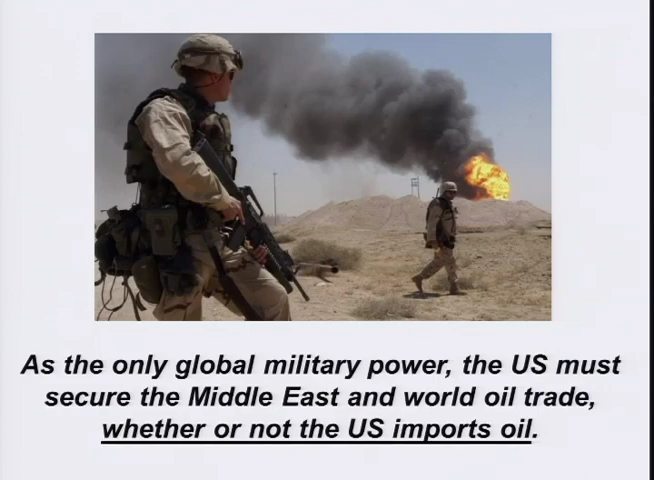 As the only global military power, the US must
secure the Middle East and world oil trade,
whether or not the US imports oil.